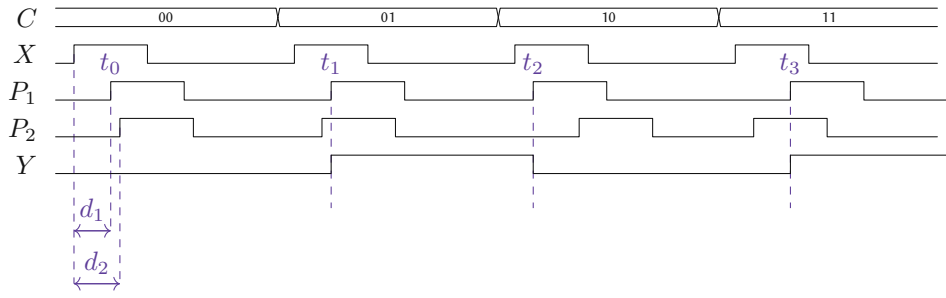 C 00 01 10 11
X
t₀ t₁ t₂ t₃
P₁
P₂
Y
d₁
d₂